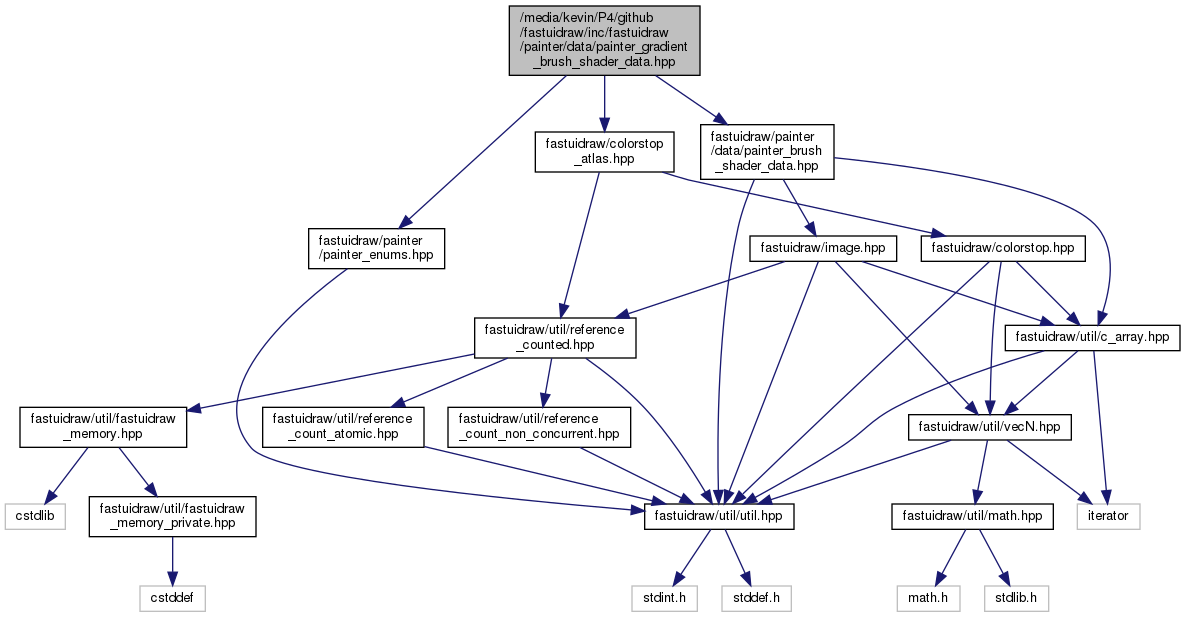 /media/kevin/P4/github
/fastuidraw/inc/fastuidraw
/painter/data/painter_gradient
_brush_shader_data.hpp
fastuidraw/colorstop
_atlas.hpp
fastuidraw/painter
/data/painter_brush
_shader_data.hpp
fastuidraw/painter
/painter_enums.hpp
fastuidraw/image.hpp
fastuidraw/colorstop.hpp
fastuidraw/util/reference
_counted.hpp
fastuidraw/util/c_array.hpp
fastuidraw/util/fastuidraw
_memory.hpp
fastuidraw/util/reference
_count_atomic.hpp
fastuidraw/util/reference
_count_non_concurrent.hpp
fastuidraw/util/vecN.hpp
cstdlib
fastuidraw/util/fastuidraw
_memory_private.hpp
fastuidraw/util/util.hpp
fastuidraw/util/math.hpp
iterator
cstddef
stdint.h
stddef.h
math.h
stdlib.h